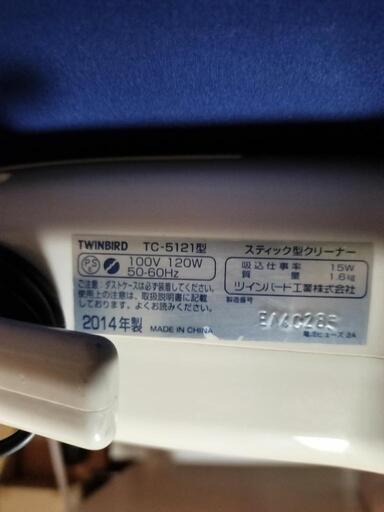 TWINBIRD TC-5121型 スティック型クリーナー
PS E 100V 120W 50-60Hz
吸込仕事率 15W
質量 1.6kg
ご注意:ダストケースは必ず装着してください。
使用上の注意は、取扱説明書に記載して
おります。よくお読みください。
ツインバード工業株式会社
製造番号
2014年製 MADE IN CHINA
電流ヒューズ 2A